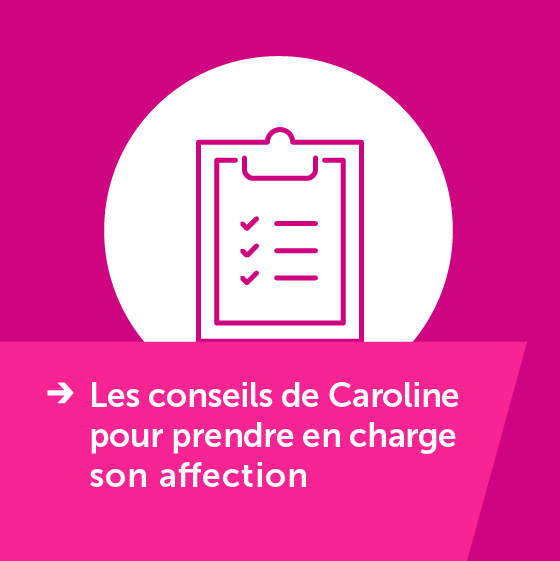 → Les conseils de Caroline
pour prendre en charge
son affection